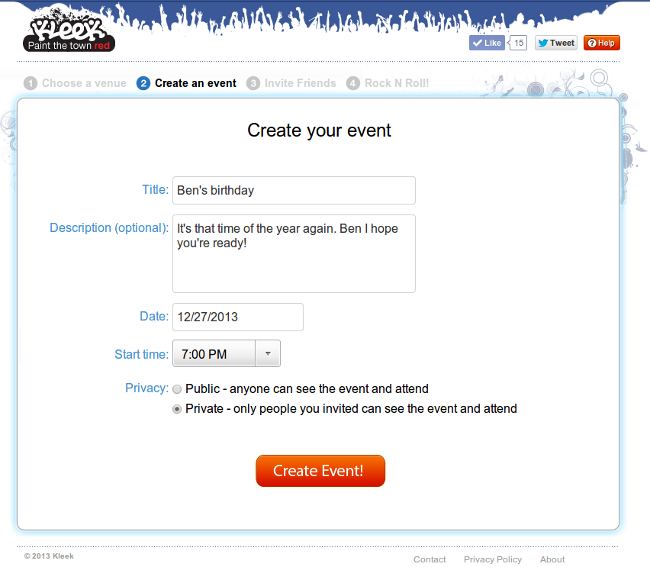 Kleek
Paint the town red
Like 15 Tweet ? Help
1 Choose a venue 2 Create an event 3 Invite Friends 4 Rock N Roll!
Create your event
Title: Ben's birthday
Description (optional): It's that time of the year again. Ben I hope
you're ready!
Date: 12/27/2013
Start time: 7:00 PM
Privacy: Public - anyone can see the event and attend
Private - only people you invited can see the event and attend
Create Event!
© 2013 Kleek
Contact Privacy Policy About